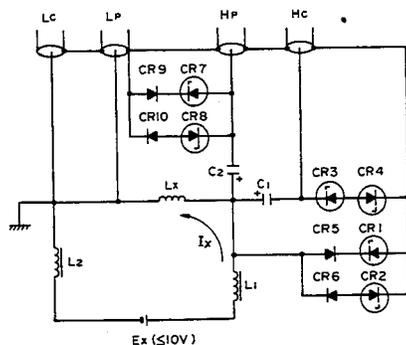 Lc Lp Hp Hc
CR9 CR7
CR10 CR8
C2 +
Lx + C1 CR3 CR4
Ix CR5 CR1
L2 L1 CR6 CR2
Ex (≤10V)